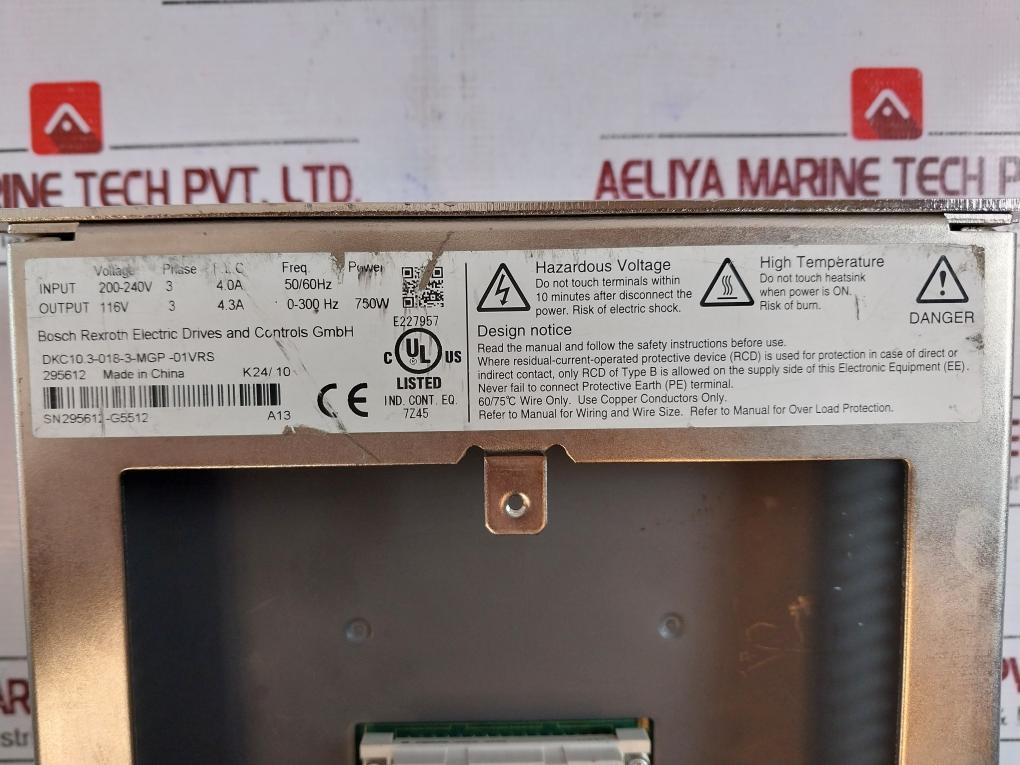 RINE TECH PVT. LTD.
AELIYA MARINE TECH P
Voltage Phase F.L.C Freq. Power
INPUT 200-240V 3 4.0A 50/60Hz
OUTPUT 116V 3 4.3A 0-300 Hz 750W
Bosch Rexroth Electric Drives and Controls GmbH
DKC10.3-018-3-MGP -01VRS
295612 Made in China K24/ 10
SN295612-G5512 A13
CE
E227957
C UL US
LISTED
IND. CONT. EQ.
7Z45
Hazardous Voltage
Do not touch terminals within
10 minutes after disconnect the
power. Risk of electric shock.
High Temperature
Do not touch heatsink
when power is ON.
Risk of burn.
DANGER
Design notice
Read the manual and follow the safety instructions before use.
Where residual-current-operated protective device (RCD) is used for protection in case of direct or
indirect contact, only RCD of Type B is allowed on the supply side of this Electronic Equipment (EE).
Never fail to connect Protective Earth (PE) terminal.
60/75℃ Wire Only. Use Copper Conductors Only.
Refer to Manual for Wiring and Wire Size. Refer to Manual for Over Load Protection.